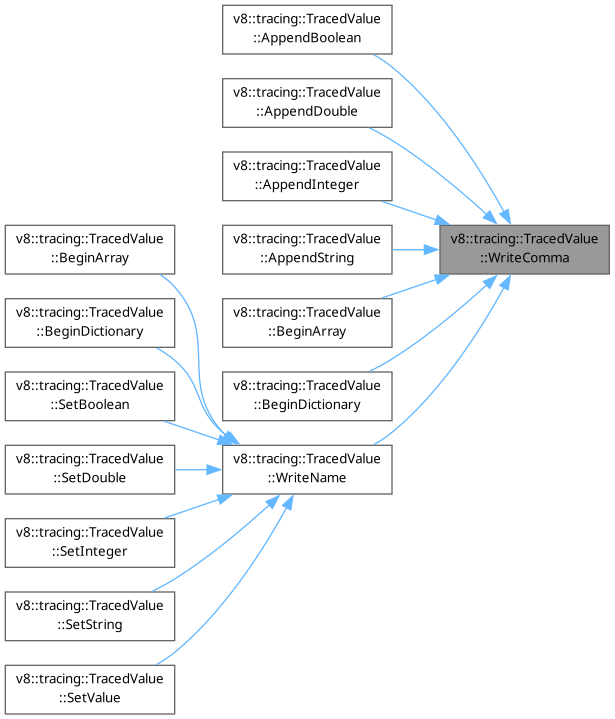 v8::tracing::TracedValue
::AppendBoolean
v8::tracing::TracedValue
::AppendDouble
v8::tracing::TracedValue
::AppendInteger
v8::tracing::TracedValue
::WriteComma
v8::tracing::TracedValue
::AppendString
v8::tracing::TracedValue
::BeginArray
v8::tracing::TracedValue
::BeginDictionary
v8::tracing::TracedValue
::WriteName
v8::tracing::TracedValue
::BeginArray
v8::tracing::TracedValue
::BeginDictionary
v8::tracing::TracedValue
::SetBoolean
v8::tracing::TracedValue
::SetDouble
v8::tracing::TracedValue
::SetInteger
v8::tracing::TracedValue
::SetString
v8::tracing::TracedValue
::SetValue